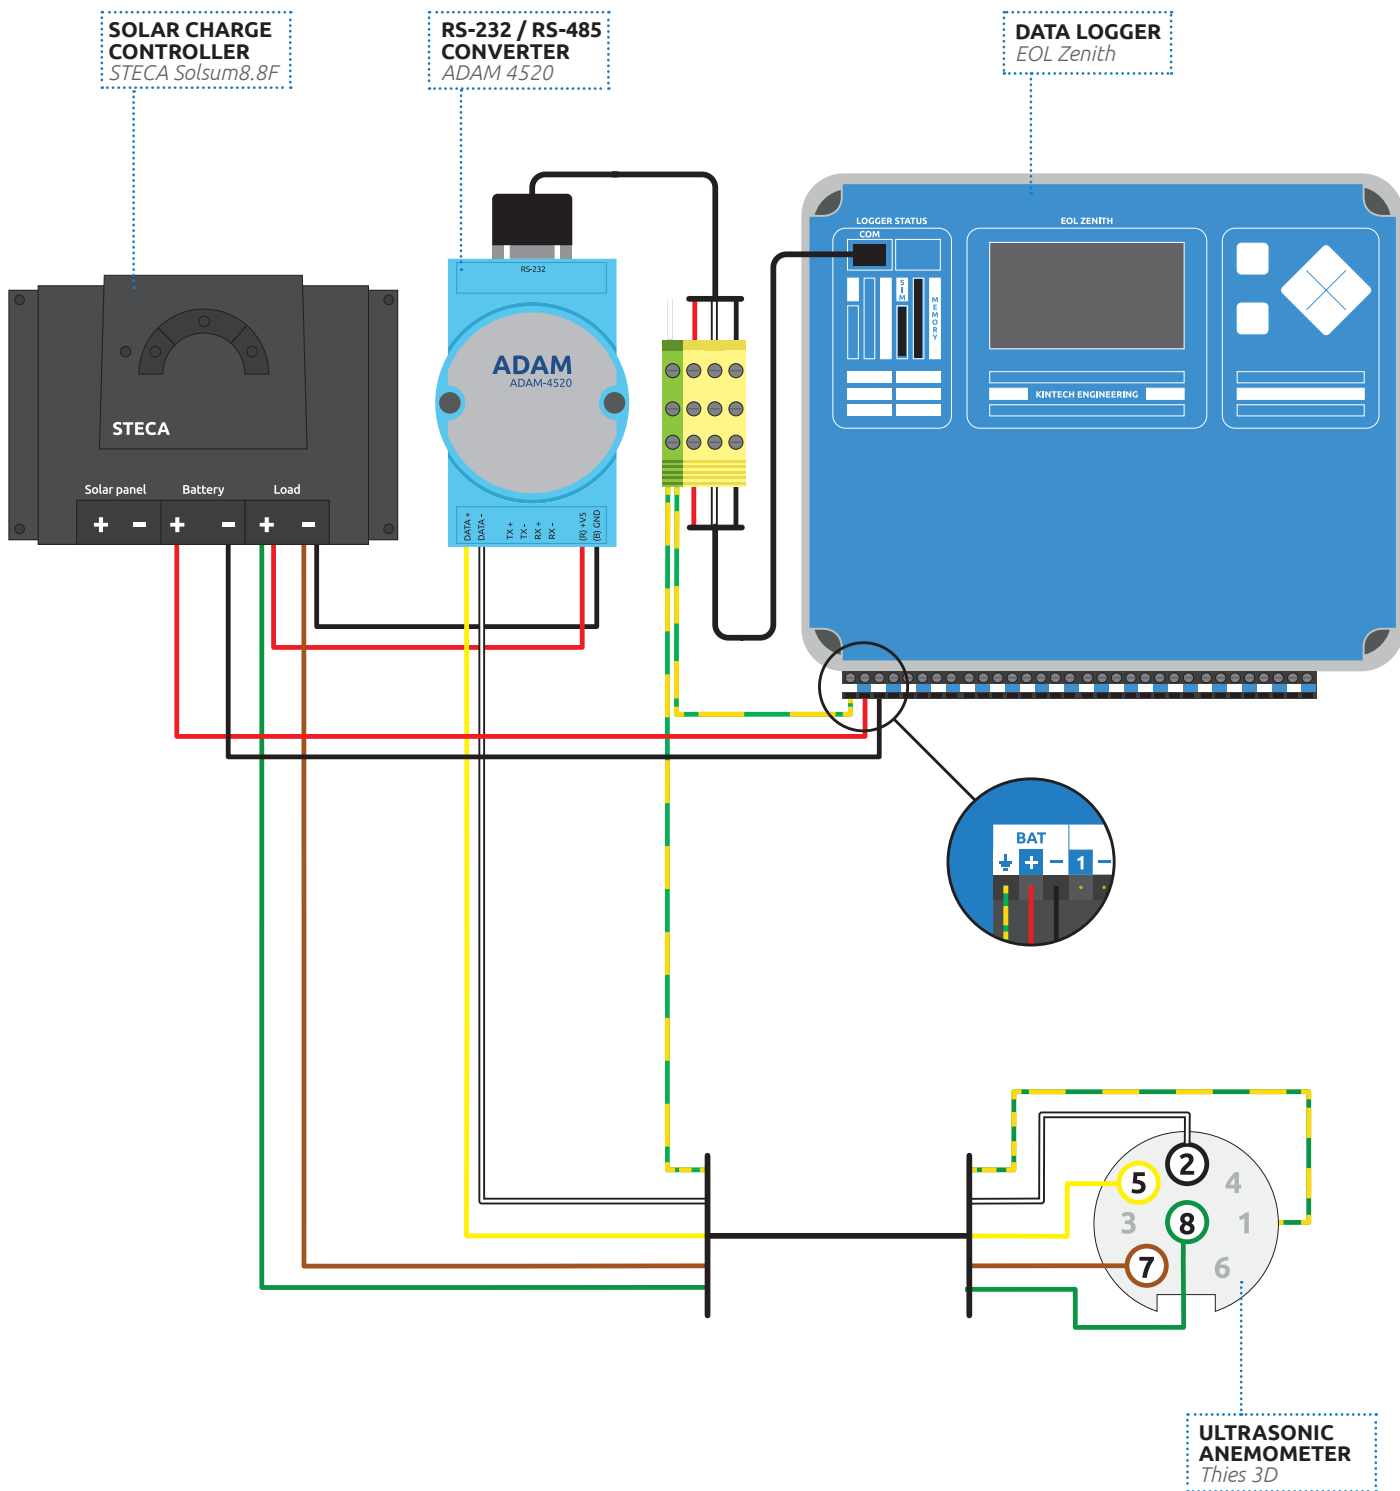 SOLAR CHARGE
CONTROLLER
STECA Solsum8.8F
RS-232 / RS-485
CONVERTER
ADAM 4520
DATA LOGGER
EOL Zenith
LOGGER STATUS
COM
EOL ZENITH
SIM
MEMORY
KINTECH ENGINEERING
RS-232
ADAM
ADAM-4520
DATA +
DATA -
TX +
TX -
RX +
RX -
(R) +VS
(B) GND
STECA
Solar panel Battery Load
+ - + - + -
BAT
+ - 1 -
2
5 4
3 8 1
7 6
ULTRASONIC
ANEMOMETER
Thies 3D